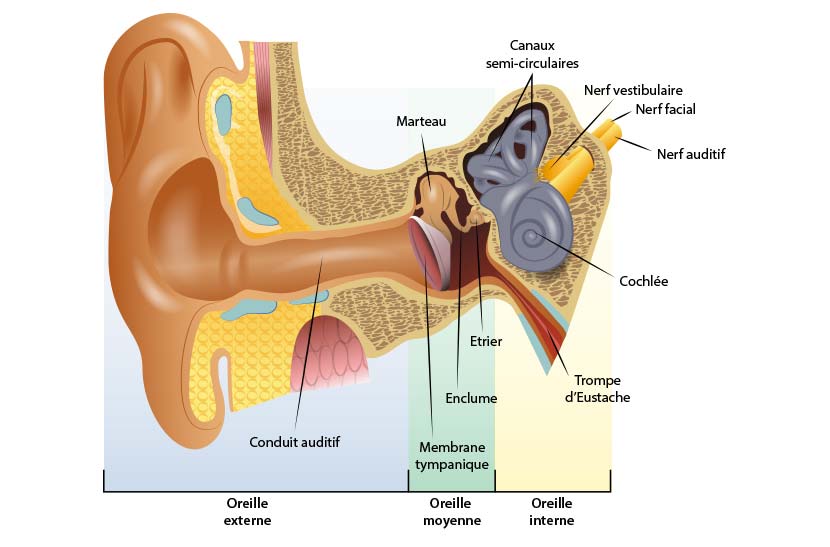 Canaux
semi-circulaires
Nerf vestibulaire
Nerf facial
Marteau
Nerf auditif
Cochlée
Etrier
Trompe
d'Eustache
Enclume
Conduit auditif
Membrane
tympanique
Oreille
externe
Oreille
moyenne
Oreille
interne